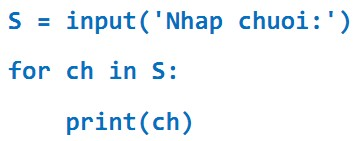 S = input('Nhap chuoi:')
for ch in S:
    print(ch)